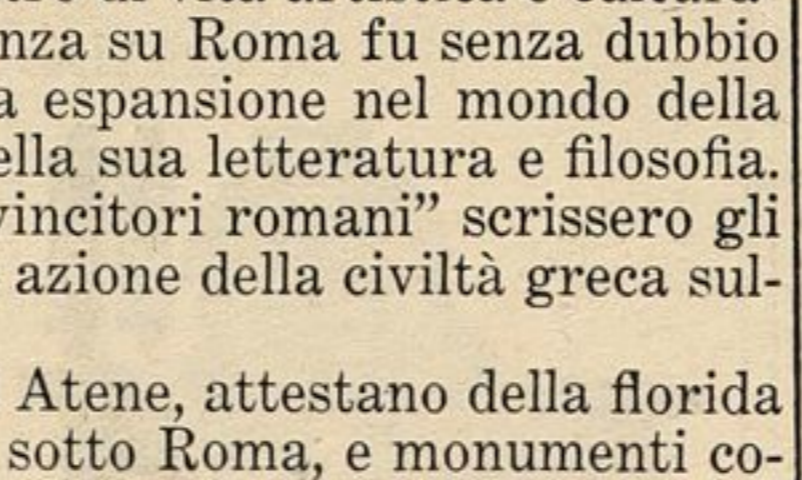 nza su Roma fu senza dubbio
a espansione nel mondo della
ella sua letteratura e filosofia.
vincitori romani” scrissero gli
azione della civiltà greca sul-
Atene, attestano della florida
sotto Roma, e monumenti co-